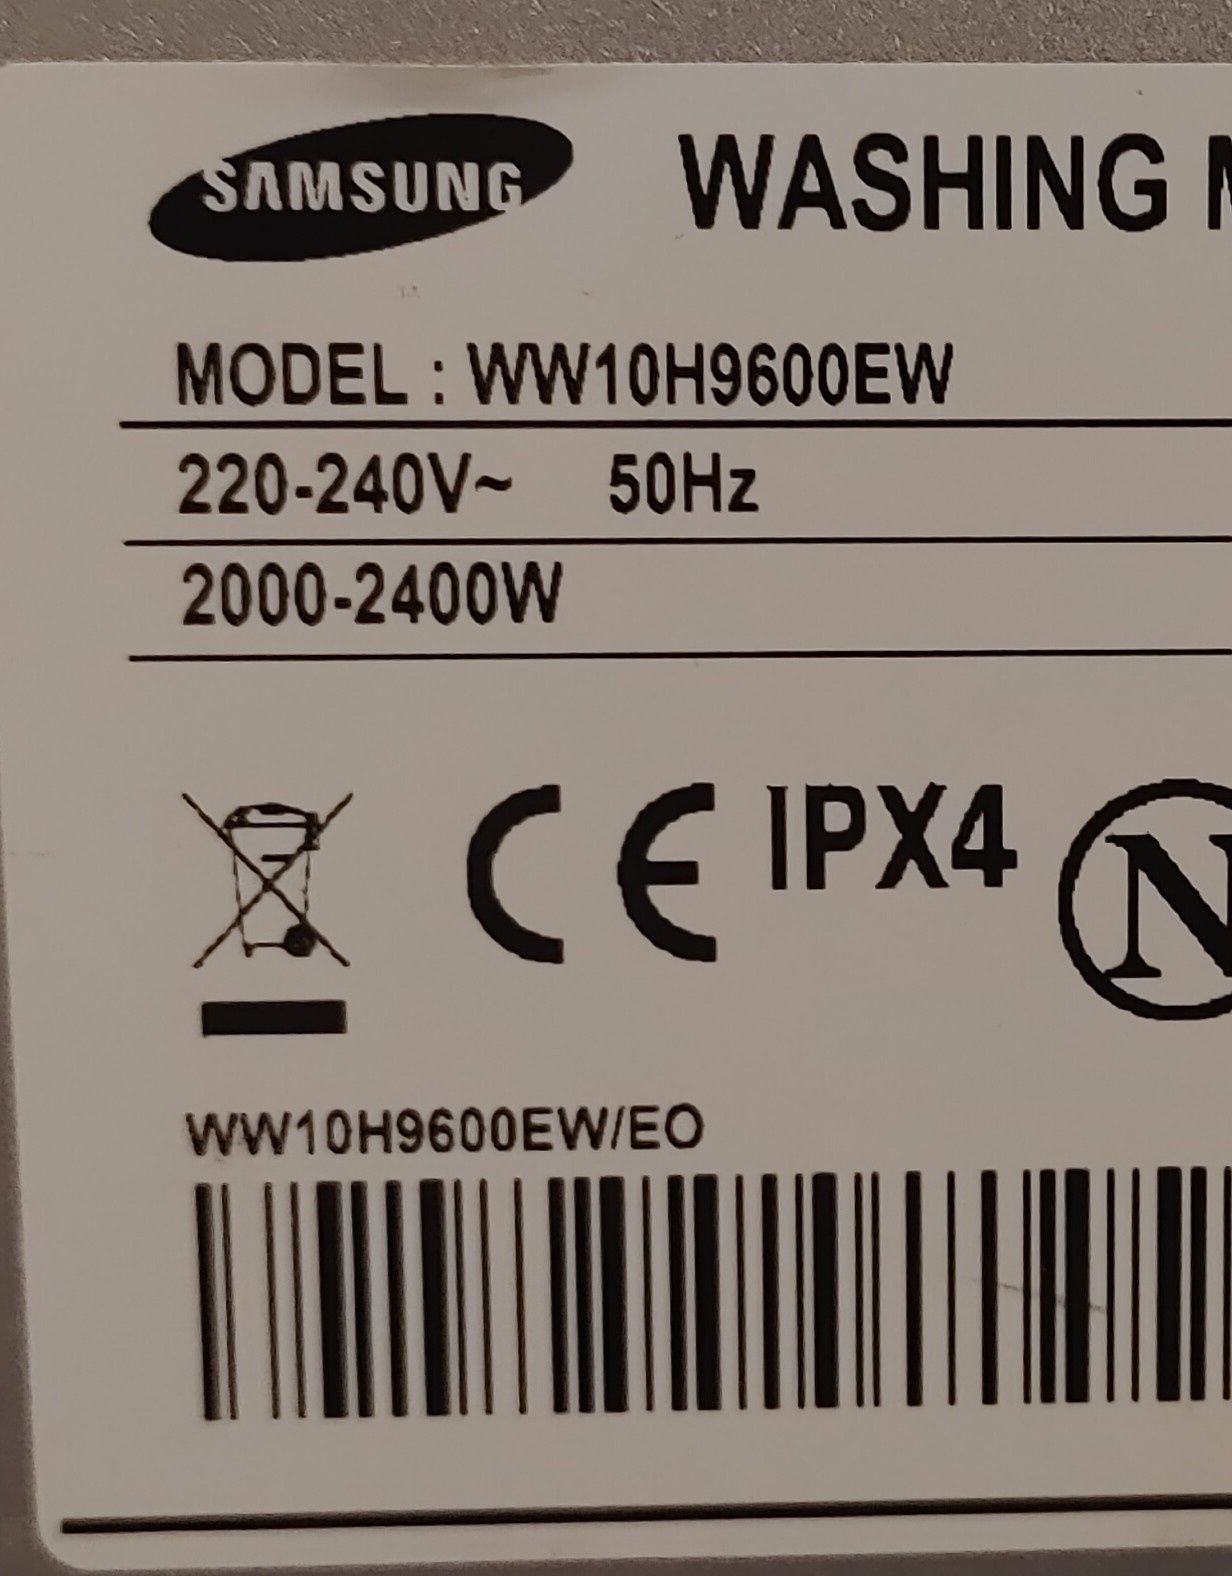 SAMSUNG WASHING
MODEL : WW10H9600EW
220-240V~ 50Hz
2000-2400W
CE IPX4 N
WW10H9600EW/EO